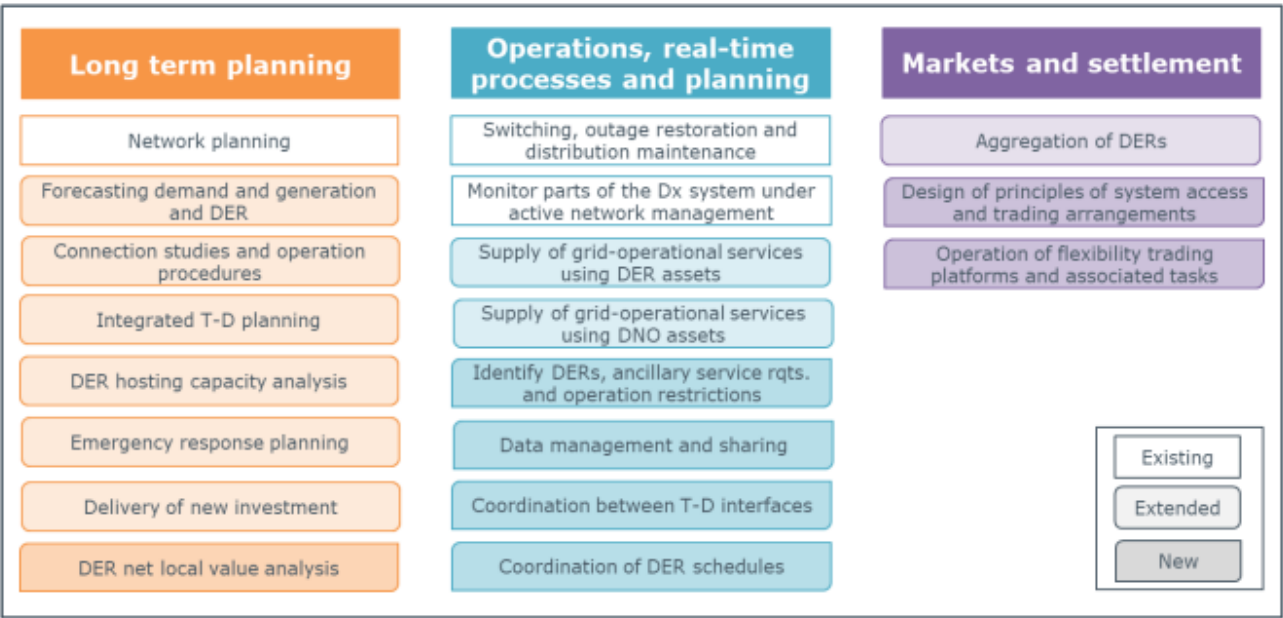 Long term planning
Network planning
Forecasting demand and generation
and DER
Connection studies and operation
procedures
Integrated T-D planning
DER hosting capacity analysis
Emergency response planning
Delivery of new investment
DER net local value analysis
Operations, real-time
processes and planning
Switching, outage restoration and
distribution maintenance
Monitor parts of the Dx system under
active network management
Supply of grid-operational services
using DER assets
Supply of grid-operational services
using DNO assets
Identify DERs, ancillary service rqts.
and operation restrictions
Data management and sharing
Coordination between T-D interfaces
Coordination of DER schedules
Markets and settlement
Aggregation of DERs
Design of principles of system access
and trading arrangements
Operation of flexibility trading
platforms and associated tasks
Existing
Extended
New